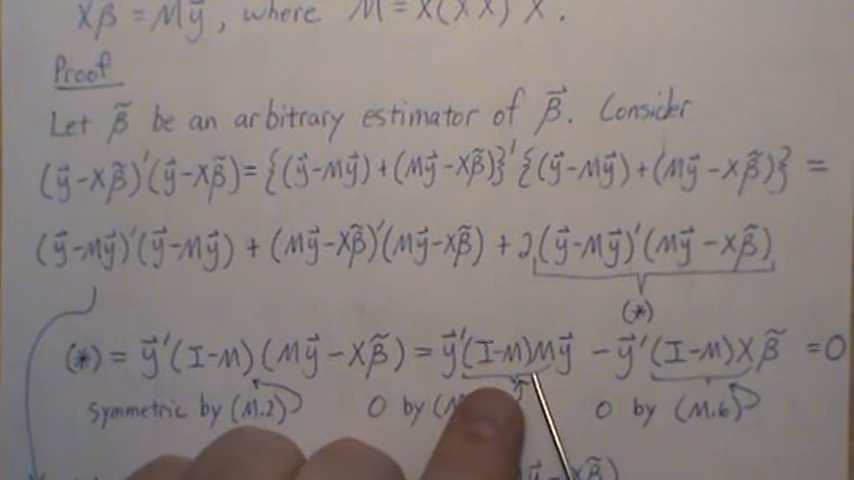 Xβ̂ = My⃗, where M = X(X'X)⁻X'.
Proof
Let β̃ be an arbitrary estimator of β⃗. Consider
(y⃗-Xβ̃)'(y⃗-Xβ̃)={(y⃗-My⃗)+(My⃗-Xβ̃)}'{(y⃗-My⃗)+(My⃗-Xβ̃)} =
(y⃗-My⃗)'(y⃗-My⃗) + (My⃗-Xβ̃)'(My⃗-Xβ̃) + 2(y⃗-My⃗)'(My⃗-Xβ̃)
(*)
(*) = y⃗'(I-M)(My⃗-Xβ̃) = y⃗'(I-M)My⃗ - y⃗'(I-M)Xβ̃ = 0
symmetric by (M.2) 0 by (M 0 by (M.6)